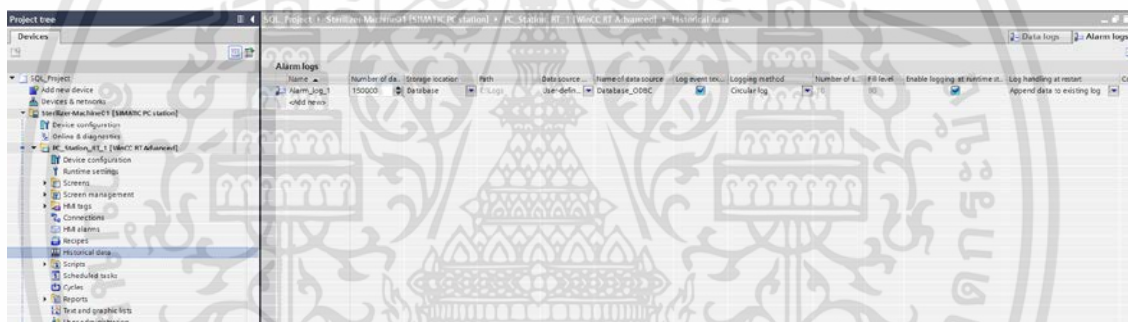 Project tree
SQL_Project ▸ Sterilizer-Machine01 [SIMATIC PC station] ▸ PC_Station_RT_1 [WinCC RT Advanced] ▸ Historical data
Devices
Data logs Alarm logs
Alarm logs
Name Number of da.. Storage location Path Data source ... Name of data source Log event tex... Logging method Number of s... Fill level Enable logging at runtime st.. Log handling at restart
Alarm_log_1 150000 Database C:\Logs User-defin... Database_ODBC Circular log 10 90 Append data to existing log
<Add new>
SQL_Project
Add new device
Devices & networks
Sterilizer-Machine01 [SIMATIC PC station]
Device configuration
Online & diagnostics
PC_Station_RT_1 [WinCC RT Advanced]
Device configuration
Runtime settings
Screens
Screen management
HMI tags
Connections
HMI alarms
Recipes
Historical data
Scripts
Scheduled tasks
Cycles
Reports
Text and graphic lists